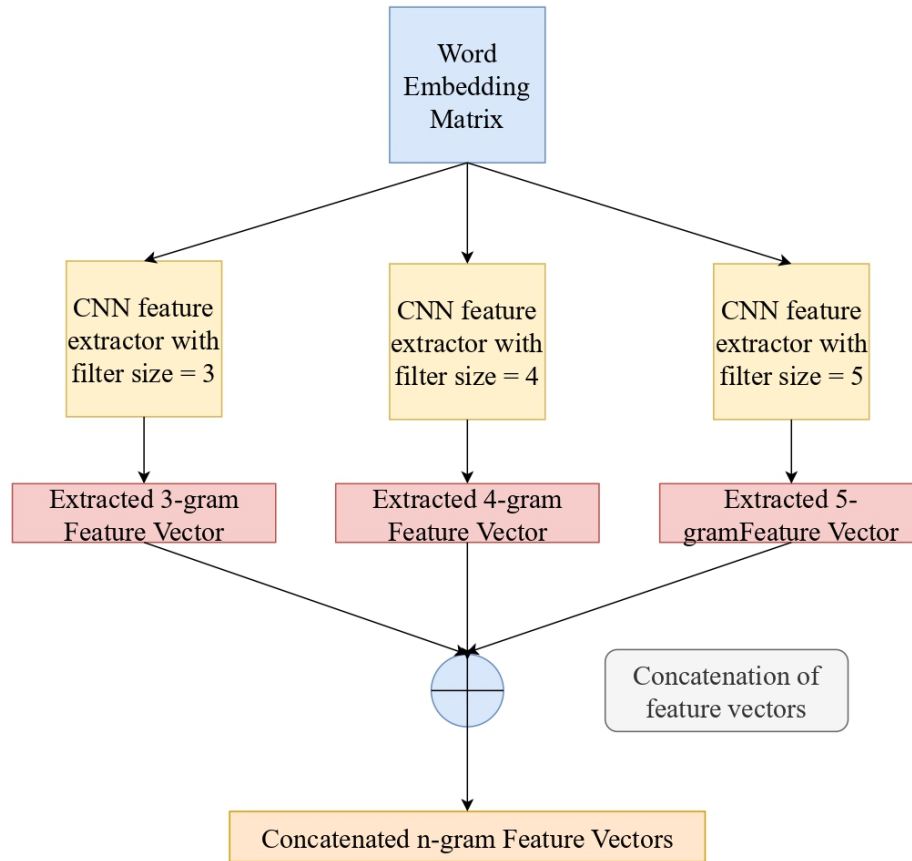 Word
Embedding
Matrix
CNN feature
extractor with
filter size = 3
CNN feature
extractor with
filter size = 4
CNN feature
extractor with
filter size = 5
Extracted 3-gram
Feature Vector
Extracted 4-gram
Feature Vector
Extracted 5-
gramFeature Vector
Concatenation of
feature vectors
Concatenated n-gram Feature Vectors